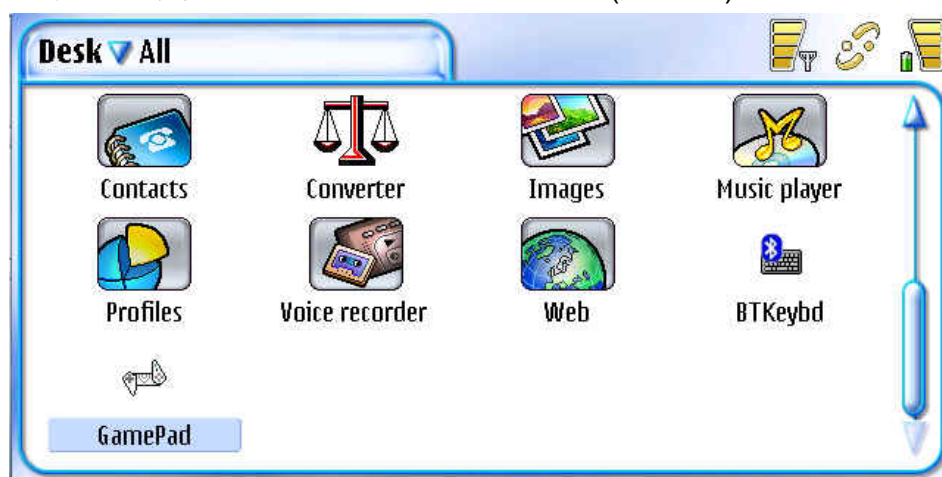 Desk All
Contacts Converter Images Music player
Profiles Voice recorder Web BTKeybd
GamePad